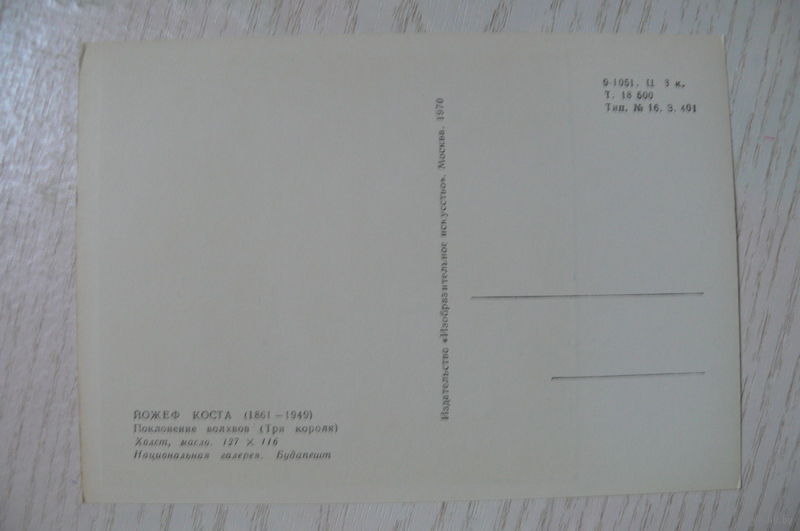 ЙОЖЕФ КОСТА (1861–1949)
Поклонение волхвов (Три короля)
Холст, масло. 127 × 116
Национальная галерея. Будапешт
Издательство «Изобразительное искусство». Москва. 1970
9-1061. Ц. 3 к.
Т. 18 600
Тип. № 16. З. 491